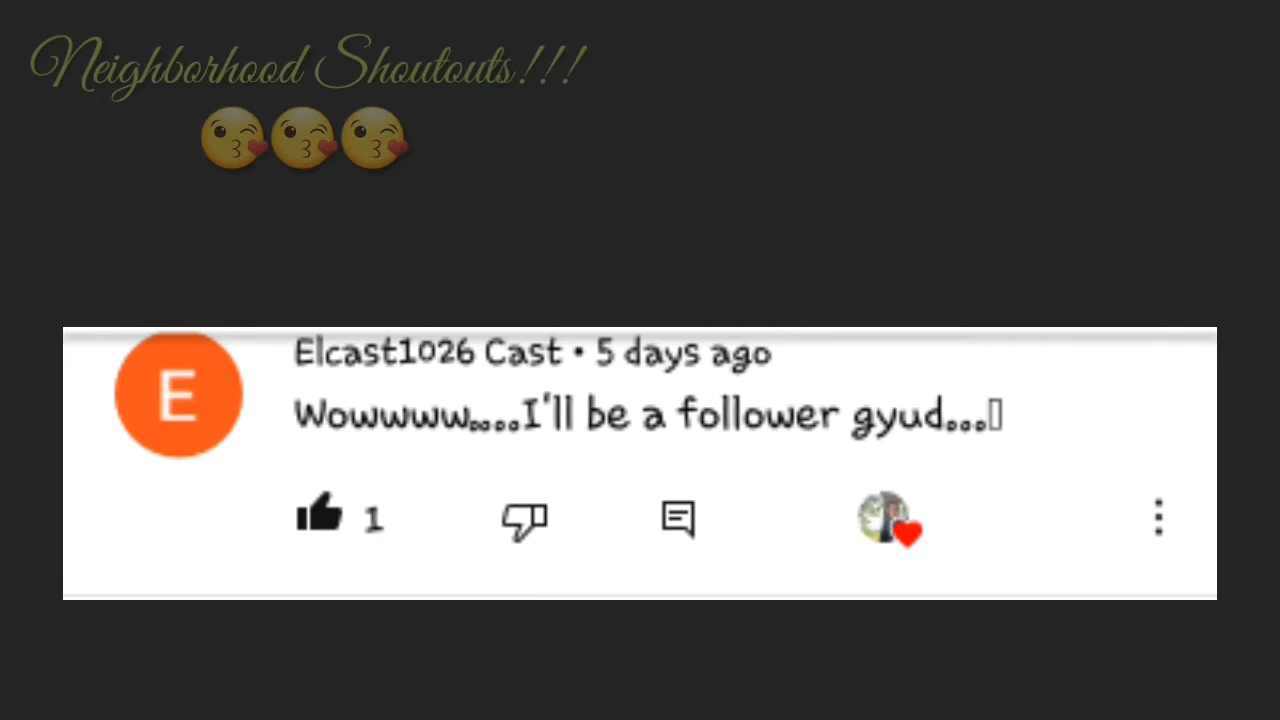 Neighborhood Shoutouts!!!
😘😘😘
E
Elcast1026 Cast • 5 days ago
Wowwww....I'll be a follower gyud...▯
1